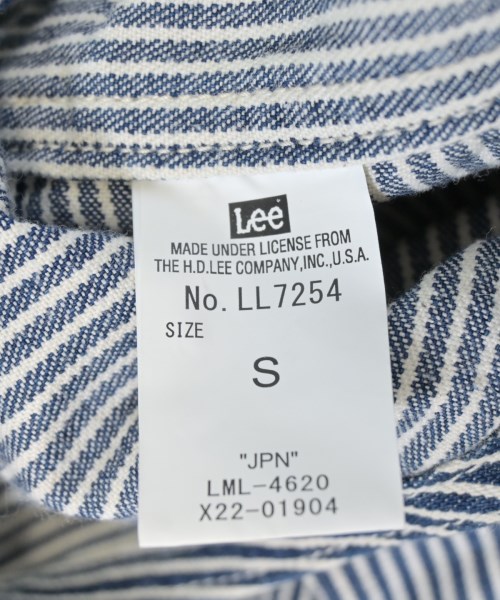 Lee
MADE UNDER LICENSE FROM
THE H.D.LEE COMPANY,INC.,U.S.A.
No. LL7254
SIZE
S
"JPN"
LML-4620
X22-01904